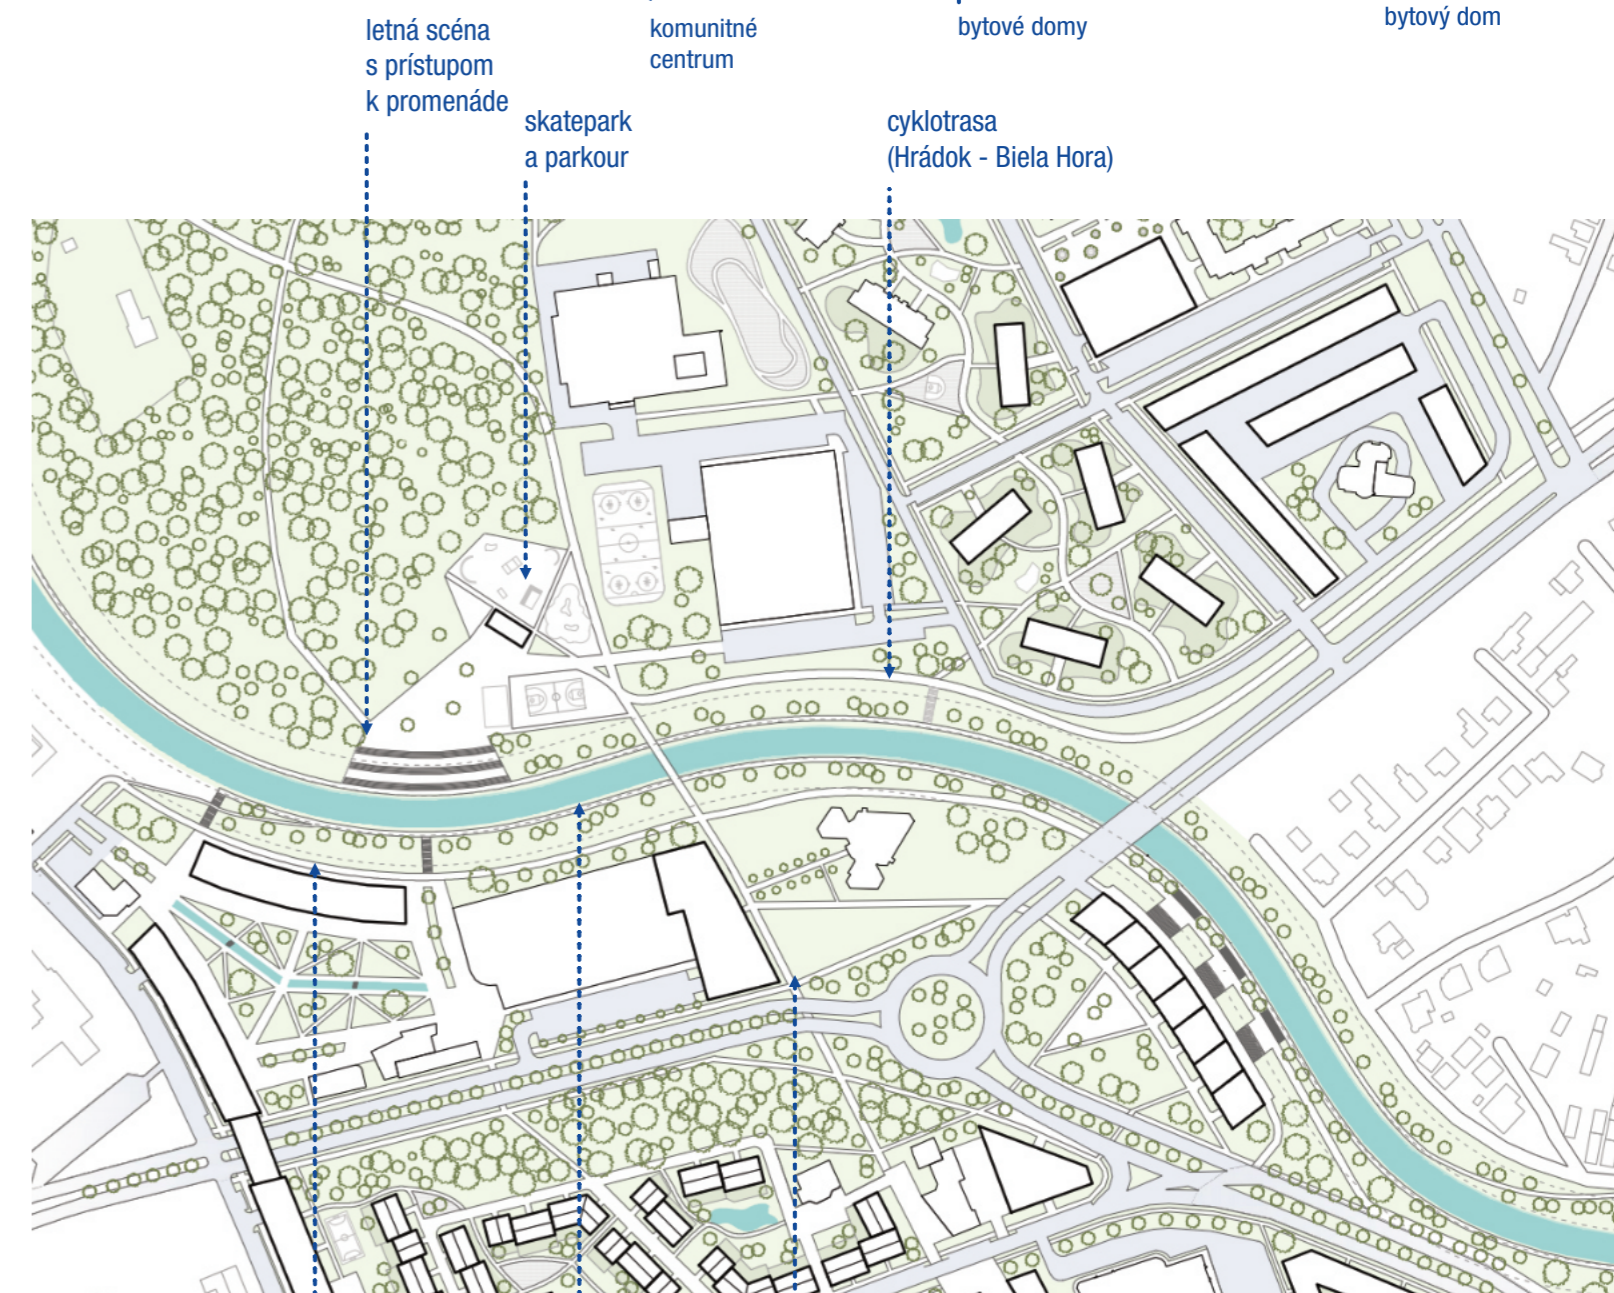 letná scéna
s prístupom
k promenáde
komunitné
centrum
bytové domy
bytový dom
skatepark
a parkour
cyklotrasa
(Hrádok - Biela Hora)